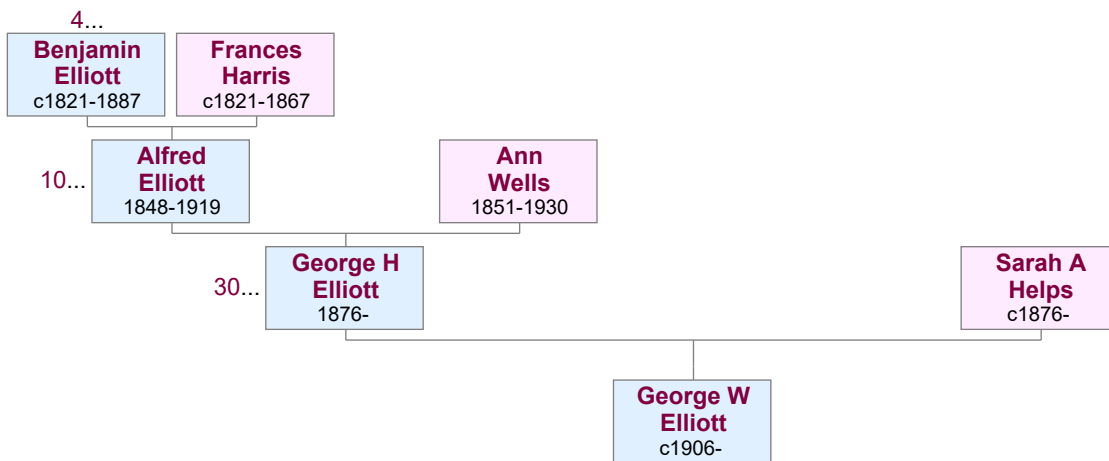 4...
Benjamin
Elliott
c1821-1887
Frances
Harris
c1821-1867
10...
Alfred
Elliott
1848-1919
Ann
Wells
1851-1930
30...
George H
Elliott
1876-
Sarah A
Helps
c1876-
George W
Elliott
c1906-